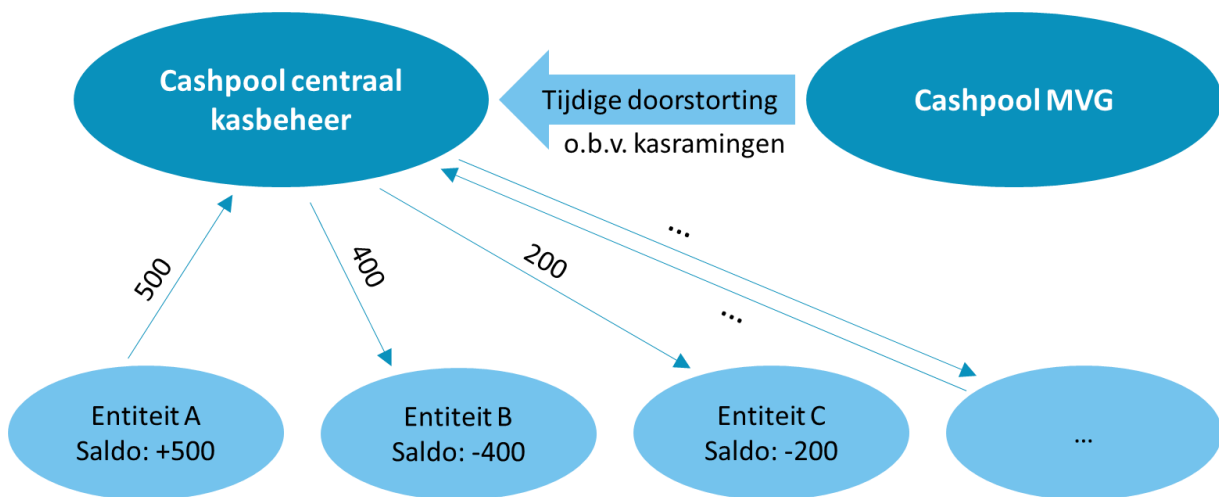 Cashpool centraal
kasbeheer
Tijdige doorstorting
o.b.v. kasramingen
Cashpool MVG
500
400
200
...
...
Entiteit A
Saldo: +500
Entiteit B
Saldo: -400
Entiteit C
Saldo: -200
...